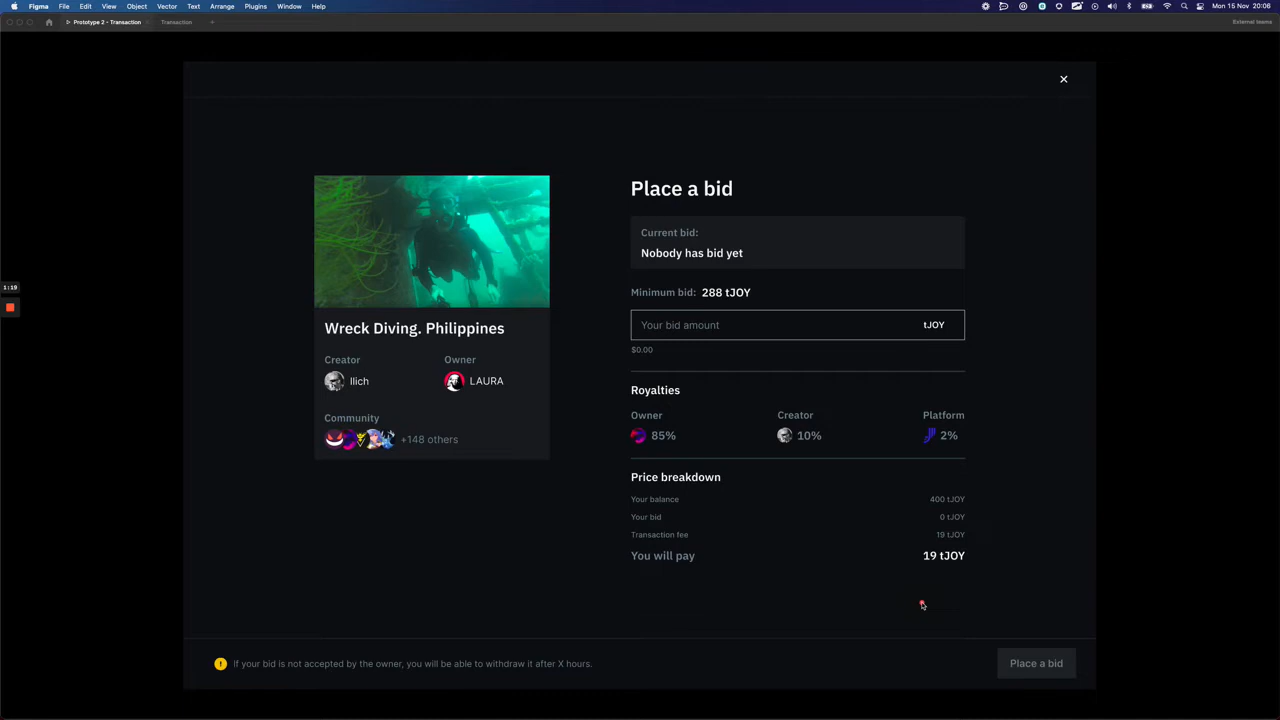 Figma File Edit View Object Vector Text Arrange Plugins Window Help
Mon 15 Nov 20:06
Prototype 2 - Transaction
Transaction
External teams
1:19
Place a bid
Current bid:
Nobody has bid yet
Minimum bid: 288 tJOY
Your bid amount tJOY
$0.00
Wreck Diving. Philippines
Creator Owner
Ilich LAURA
Community
+148 others
Royalties
Owner Creator Platform
85% 10% 2%
Price breakdown
Your balance 400 tJOY
Your bid 0 tJOY
Transaction fee 19 tJOY
You will pay 19 tJOY
If your bid is not accepted by the owner, you will be able to withdraw it after X hours.
Place a bid